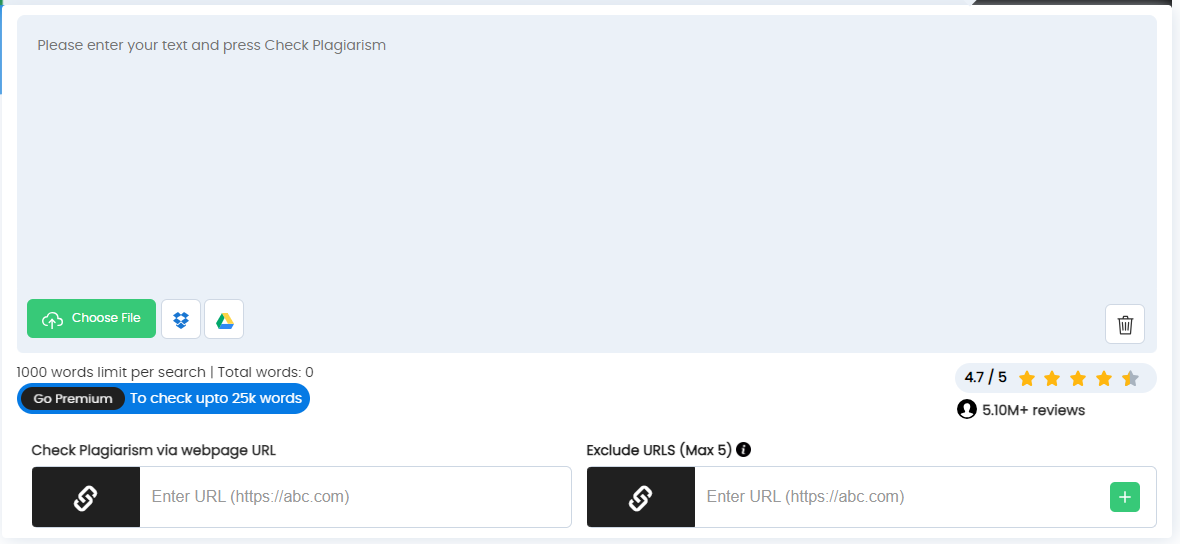 Please enter your text and press Check Plagiarism
Choose File
1000 words limit per search | Total words: 0
Go Premium To check upto 25k words
4.7 / 5
5.10M+ reviews
Check Plagiarism via webpage URL
Enter URL (https://abc.com)
Exclude URLS (Max 5)
Enter URL (https://abc.com)